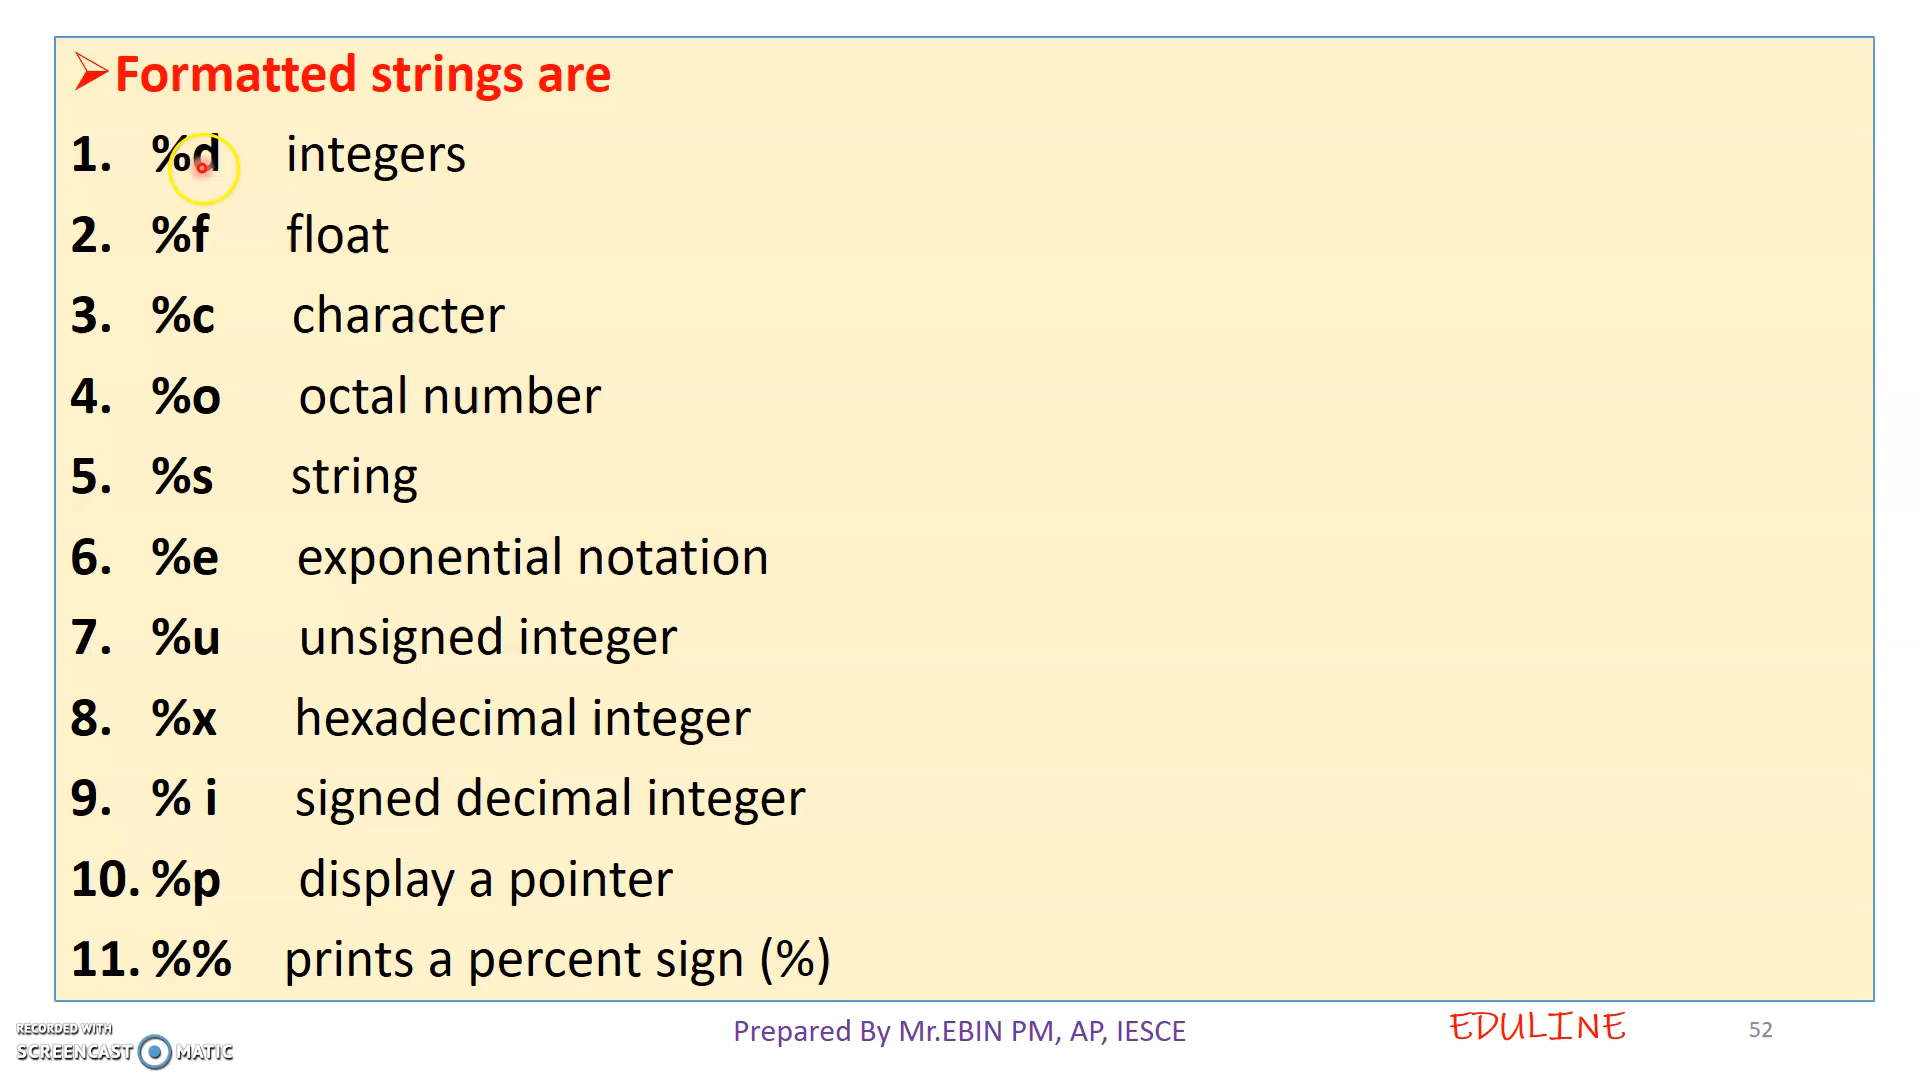 Formatted strings are
1. %d integers
2. %f float
3. %c character
4. %o octal number
5. %s string
6. %e exponential notation
7. %u unsigned integer
8. %x hexadecimal integer
9. % i signed decimal integer
10. %p display a pointer
11. %% prints a percent sign (%)
RECORDED WITH
SCREENCAST MATIC
Prepared By Mr.EBIN PM, AP, IESCE
EDULINE
52